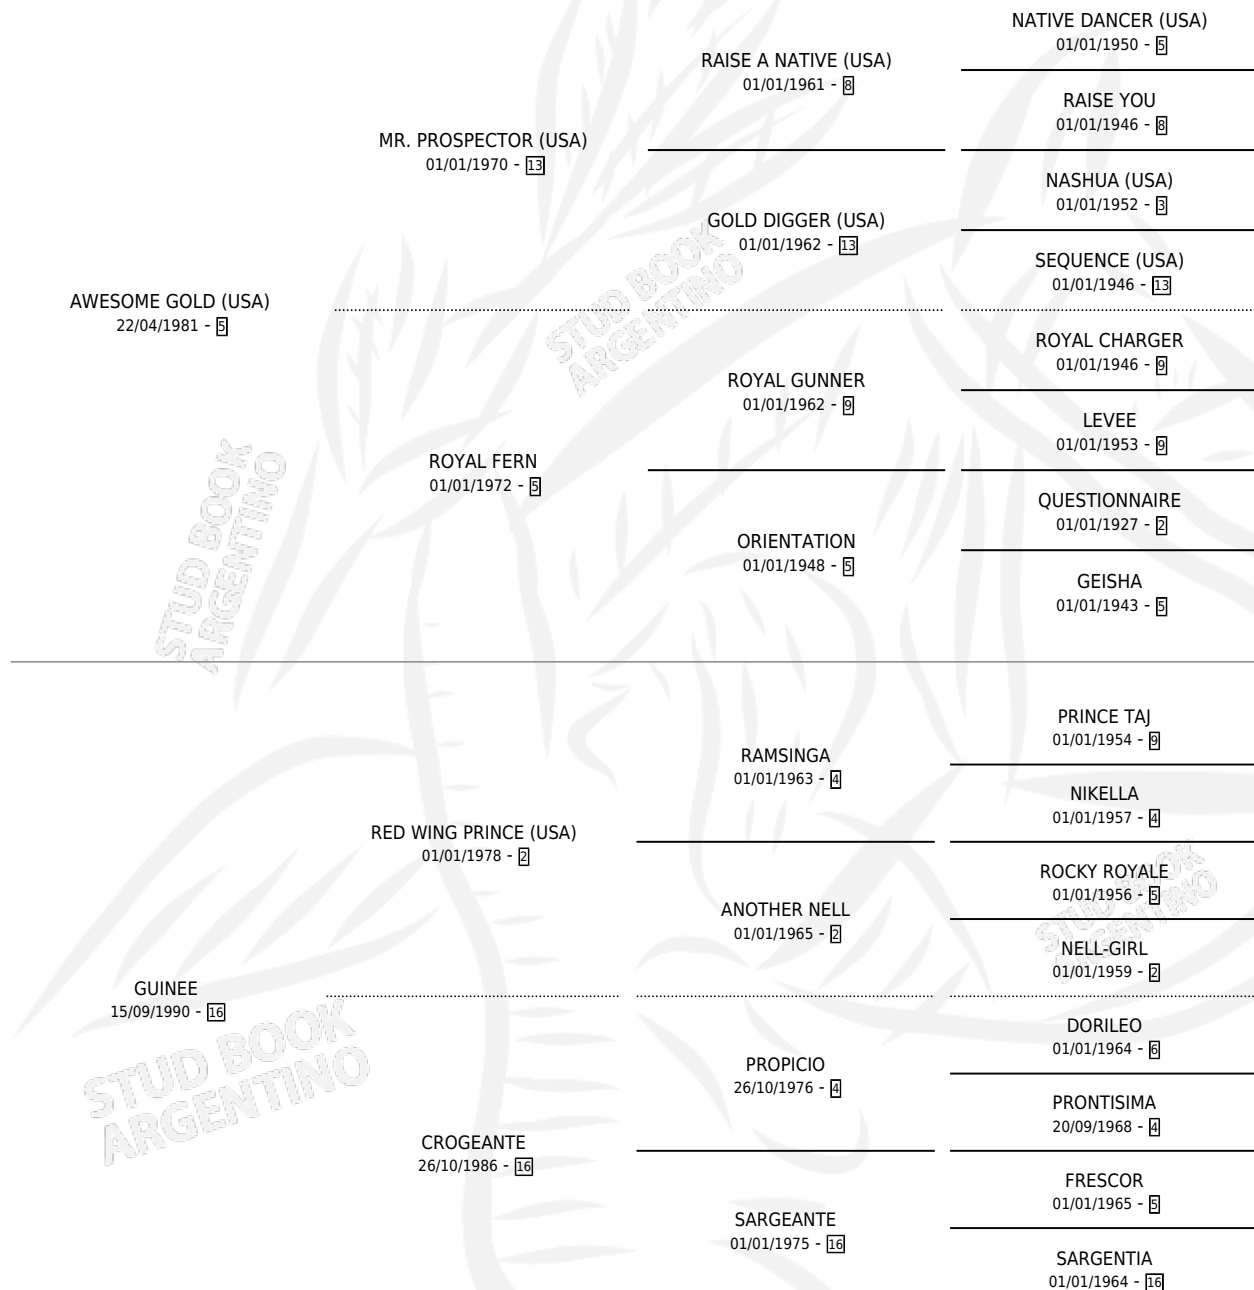 NATIVE DANCER (USA)
01/01/1950 - 5
RAISE A NATIVE (USA)
01/01/1961 - 8
RAISE YOU
01/01/1946 - 8
MR. PROSPECTOR (USA)
01/01/1970 - 13
NASHUA (USA)
01/01/1952 - 3
GOLD DIGGER (USA)
01/01/1962 - 13
SEQUENCE (USA)
01/01/1946 - 13
AWESOME GOLD (USA)
22/04/1981 - 5
STUD BOOK
ARGENTINO
ROYAL CHARGER
01/01/1946 - 9
ROYAL GUNNER
01/01/1962 - 9
LEVEE
01/01/1953 - 9
ROYAL FERN
01/01/1972 - 5
QUESTIONNAIRE
01/01/1927 - 2
ORIENTATION
01/01/1948 - 5
GEISHA
01/01/1943 - 5
STUD BOOK
ARGENTINO
PRINCE TAJ
01/01/1954 - 9
RAMSINGA
01/01/1963 - 4
NIKELLA
01/01/1957 - 4
RED WING PRINCE (USA)
01/01/1978 - 2
ROCKY ROYALE
01/01/1956 - 5
STUD BOOK
ARGENTINO
ANOTHER NELL
01/01/1965 - 2
NELL-GIRL
01/01/1959 - 2
GUINEE
15/09/1990 - 16
STUD BOOK
ARGENTINO
DORILEO
01/01/1964 - 6
PROPICIO
26/10/1976 - 4
PRONTISIMA
20/09/1968 - 4
CROGEANTE
26/10/1986 - 16
FRESCOR
01/01/1965 - 5
SARGEANTE
01/01/1975 - 16
SARGENTIA
01/01/1964 - 16